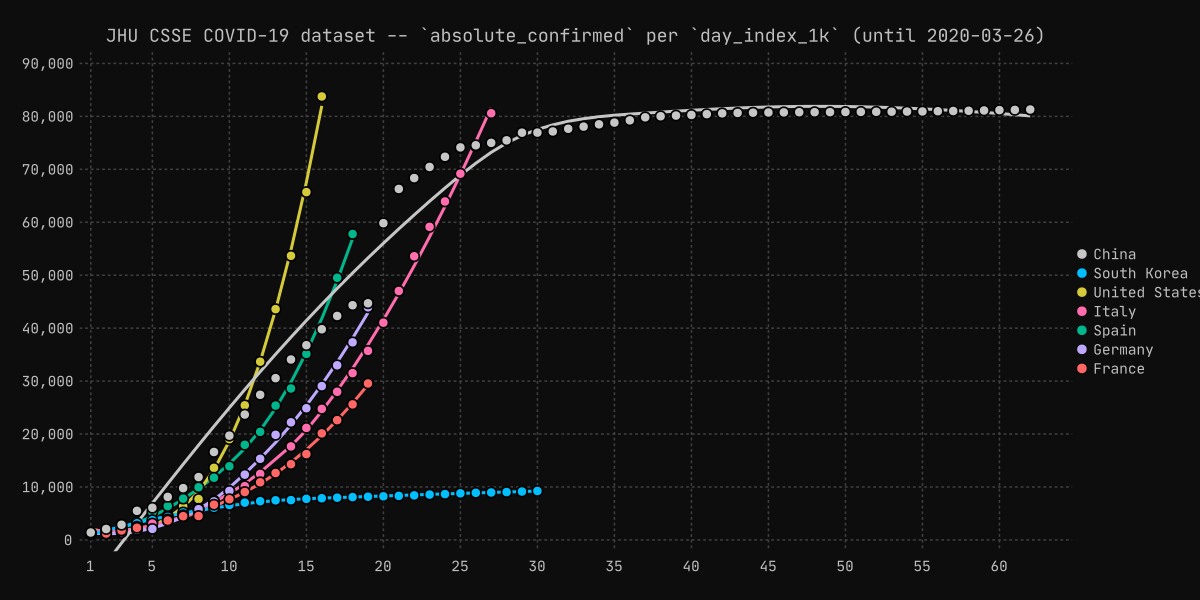 JHU CSSE COVID-19 dataset -- `absolute_confirmed` per `day_index_1k` (until 2020-03-26)
90,000
80,000
70,000
60,000
50,000
40,000
30,000
20,000
10,000
0
1 5 10 15 20 25 30 35 40 45 50 55 60
China
South Korea
United States
Italy
Spain
Germany
France